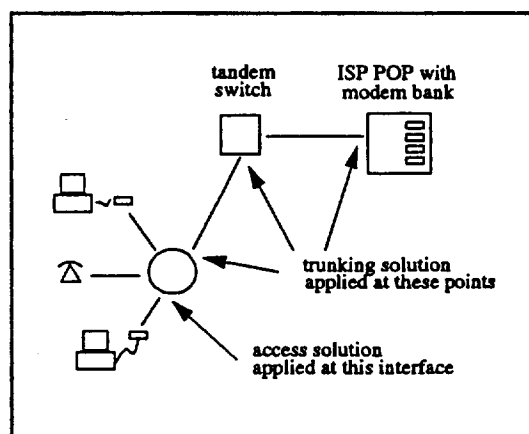 tandem
switch
ISP POP with
modem bank
trunking solution
applied at these points
access solution
applied at this interface